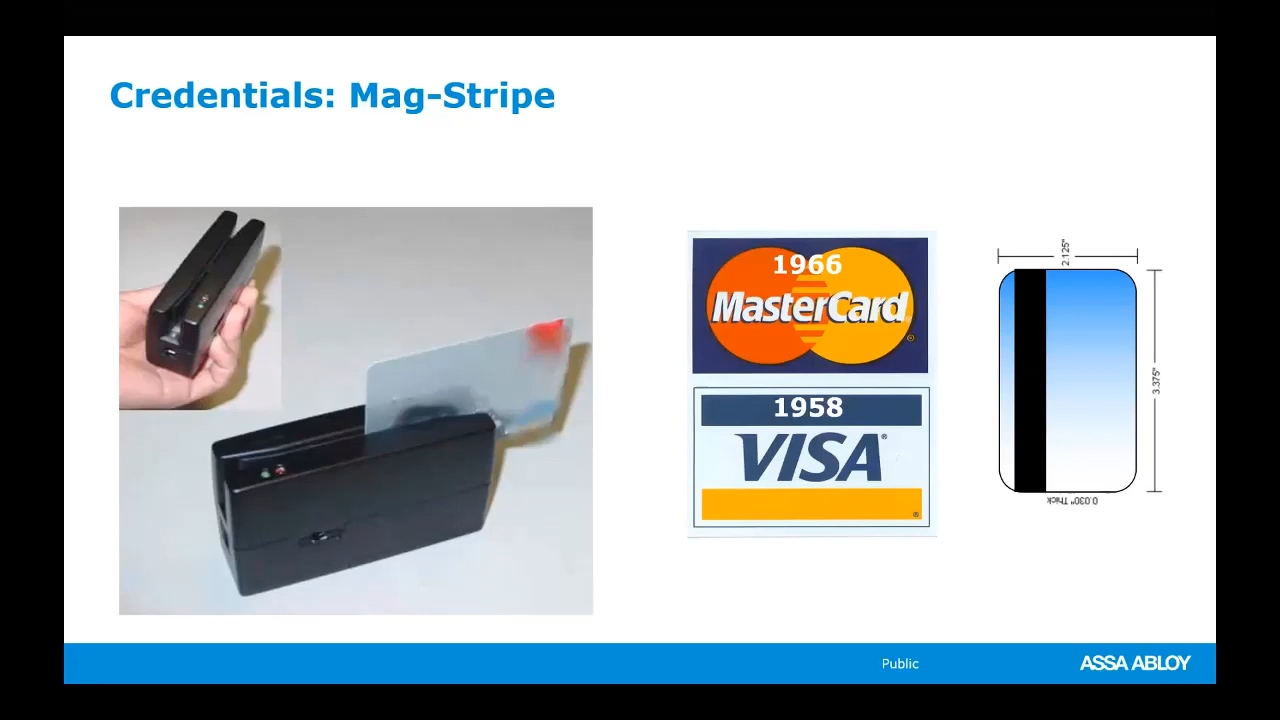 Credentials: Mag-Stripe
1966
MasterCard
®
1958
VISA®
®
2.125"
3.375"
0.030" Thick
Public
ASSA ABLOY